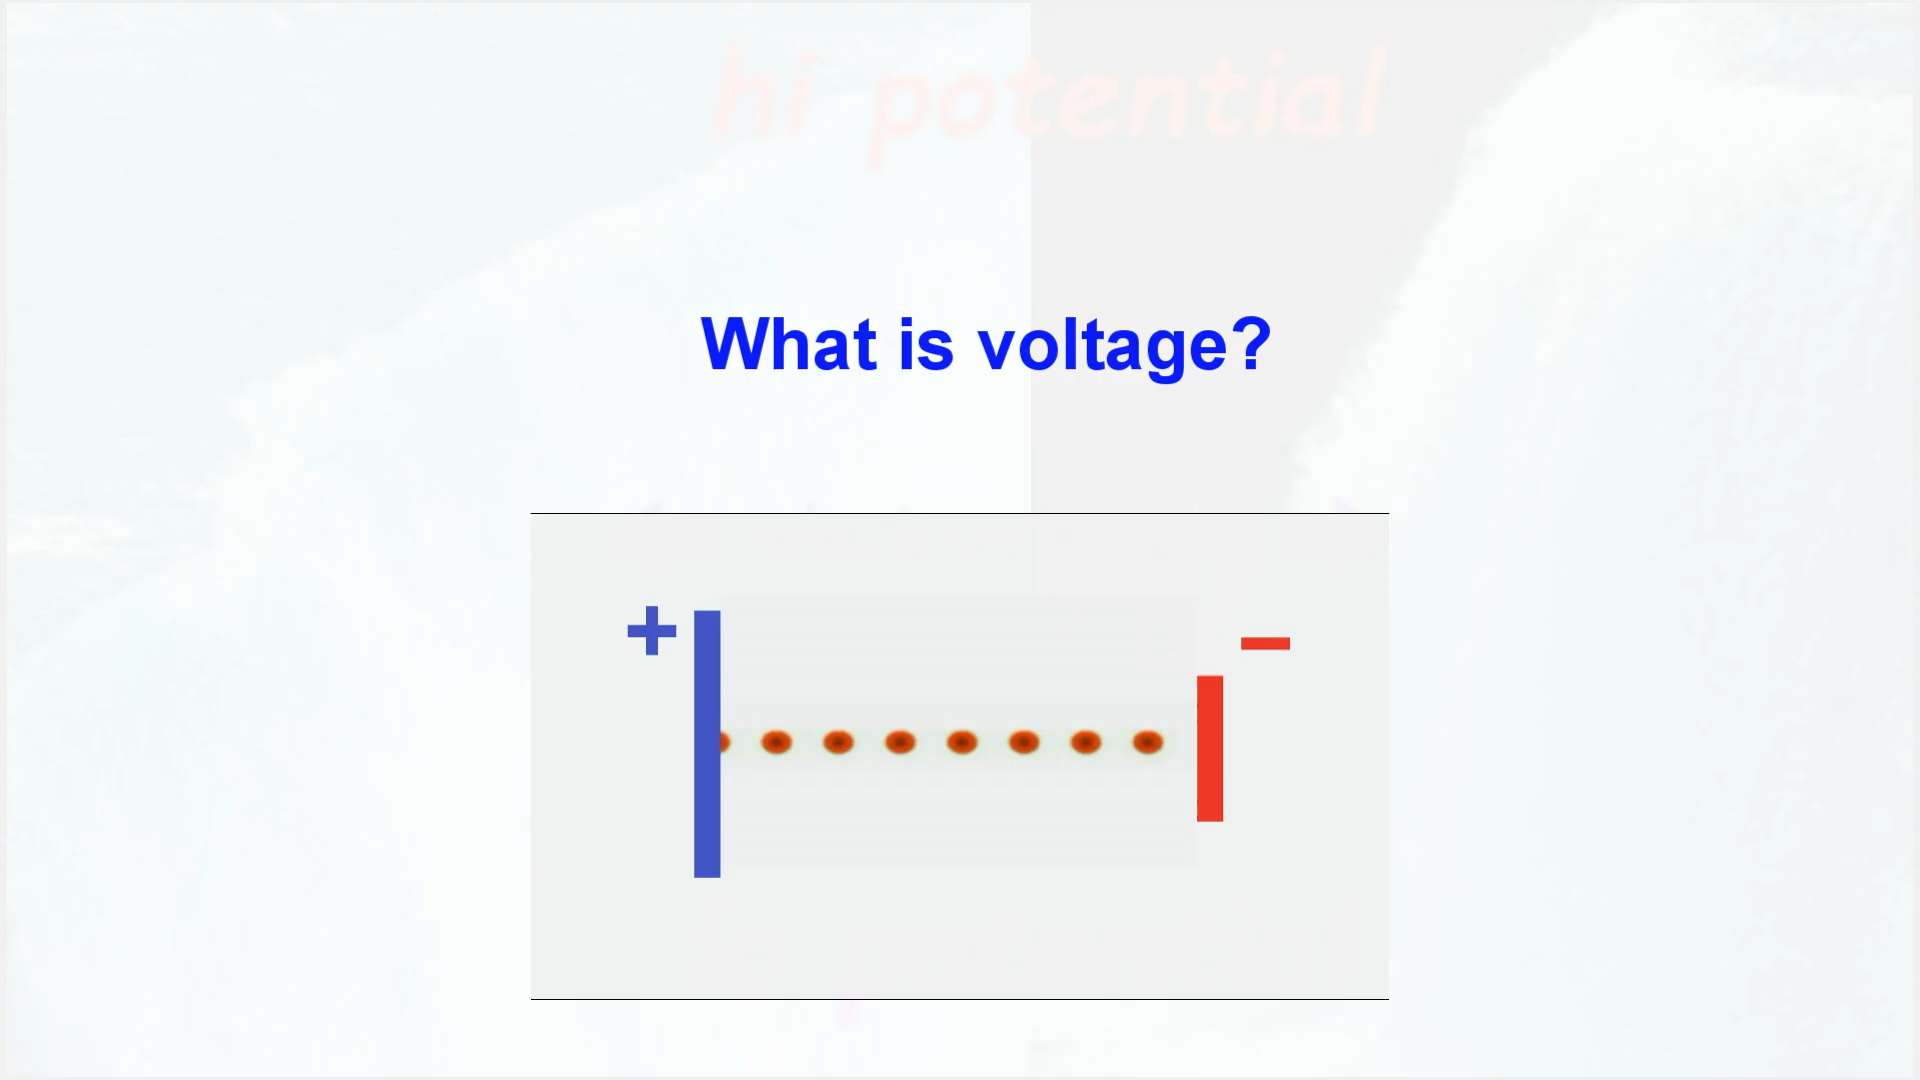 hi potential
What is voltage?
+
–